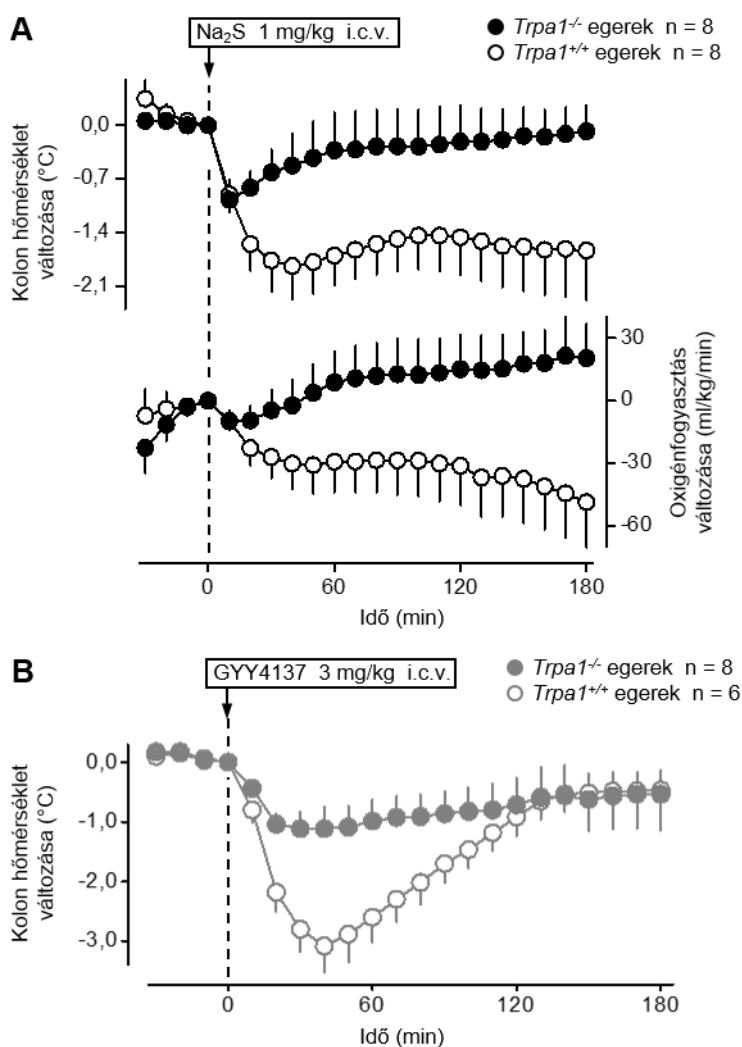 A
Na₂S 1 mg/kg i.c.v.
Trpa1-/- egerek n = 8
Trpa1+/+ egerek n = 8
Kolon hőmérséklet
változása (°C)
0,0
-0,7
-1,4
-2,1
30
0
-30
-60
Oxigénfogyasztás
változása (ml/kg/min)
0 60 120 180
Idő (min)
B
GYY4137 3 mg/kg i.c.v.
Trpa1-/- egerek n = 8
Trpa1+/+ egerek n = 6
Kolon hőmérséklet
változása (°C)
0,0
-1,0
-2,0
-3,0
0 60 120 180
Idő (min)